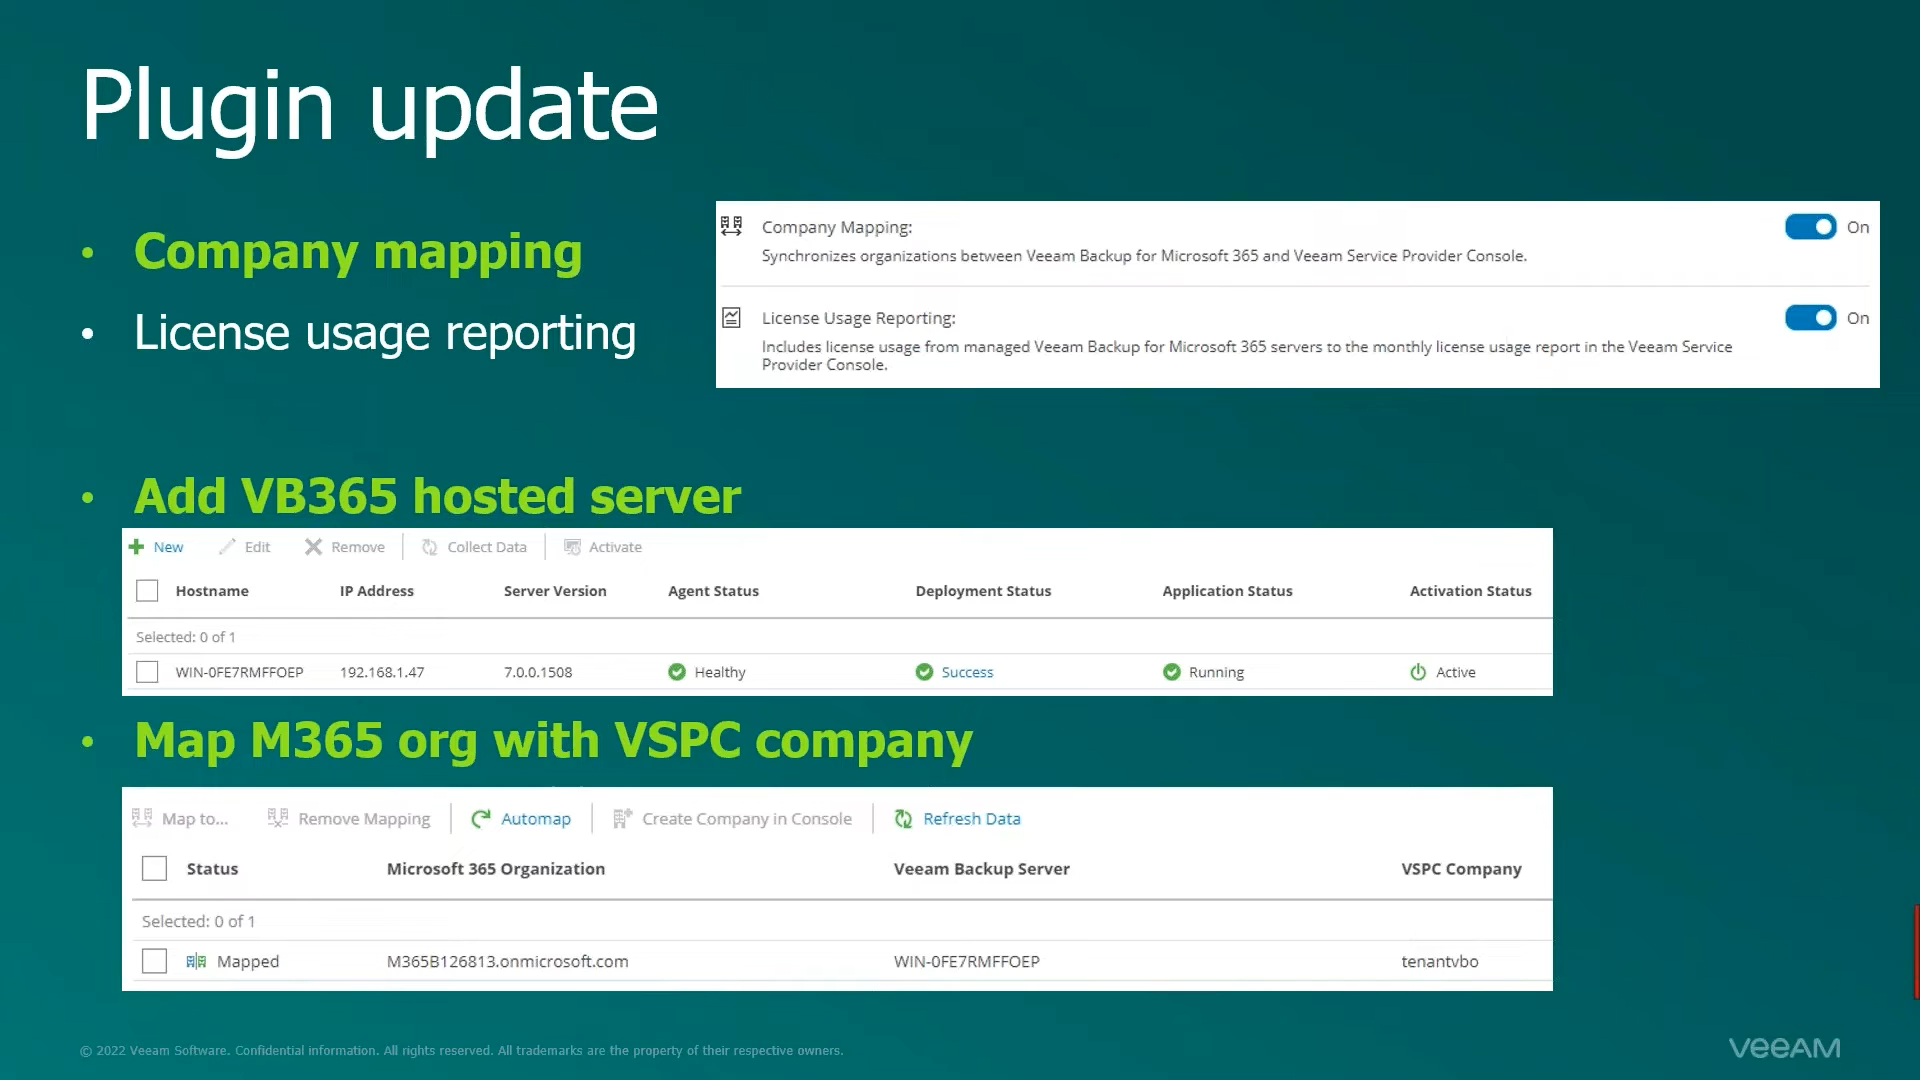 Plugin update
• Company mapping
• License usage reporting
Company Mapping: On
Synchronizes organizations between Veeam Backup for Microsoft 365 and Veeam Service Provider Console.
License Usage Reporting: On
Includes license usage from managed Veeam Backup for Microsoft 365 servers to the monthly license usage report in the Veeam Service
Provider Console.
• Add VB365 hosted server
New Edit Remove Collect Data Activate
Hostname IP Address Server Version Agent Status Deployment Status Application Status Activation Status
Selected: 0 of 1
WIN-0FE7RMFFOEP 192.168.1.47 7.0.0.1508 Healthy Success Running Active
• Map M365 org with VSPC company
Map to... Remove Mapping Automap Create Company in Console Refresh Data
Status Microsoft 365 Organization Veeam Backup Server VSPC Company
Selected: 0 of 1
Mapped M365B126813.onmicrosoft.com WIN-0FE7RMFFOEP tenantvbo
© 2022 Veeam Software. Confidential information. All rights reserved. All trademarks are the property of their respective owners.
veeAM